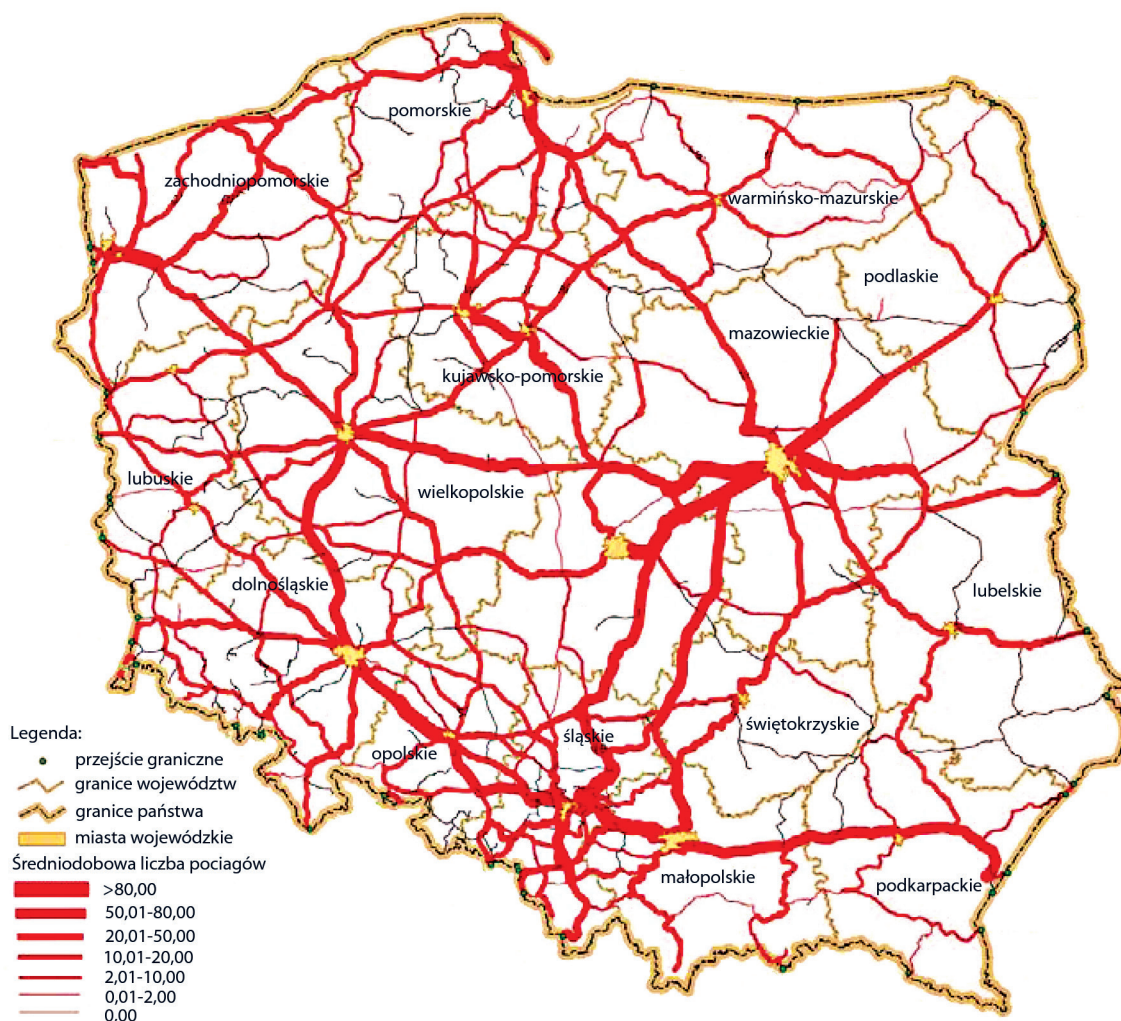 pomorskie
zachodniopomorskie
warmińsko-mazurskie
podlaskie
mazowieckie
kujawsko-pomorskie
lubuskie
wielkopolskie
dolnośląskie
lubelskie
świętokrzyskie
śląskie
opolskie
małopolskie
podkarpackie
Legenda:
przejście graniczne
granice województw
granice państwa
miasta wojewódzkie
Średniodobowa liczba pociagów
>80,00
50,01-80,00
20,01-50,00
10,01-20,00
2,01-10,00
0,01-2,00
0,00